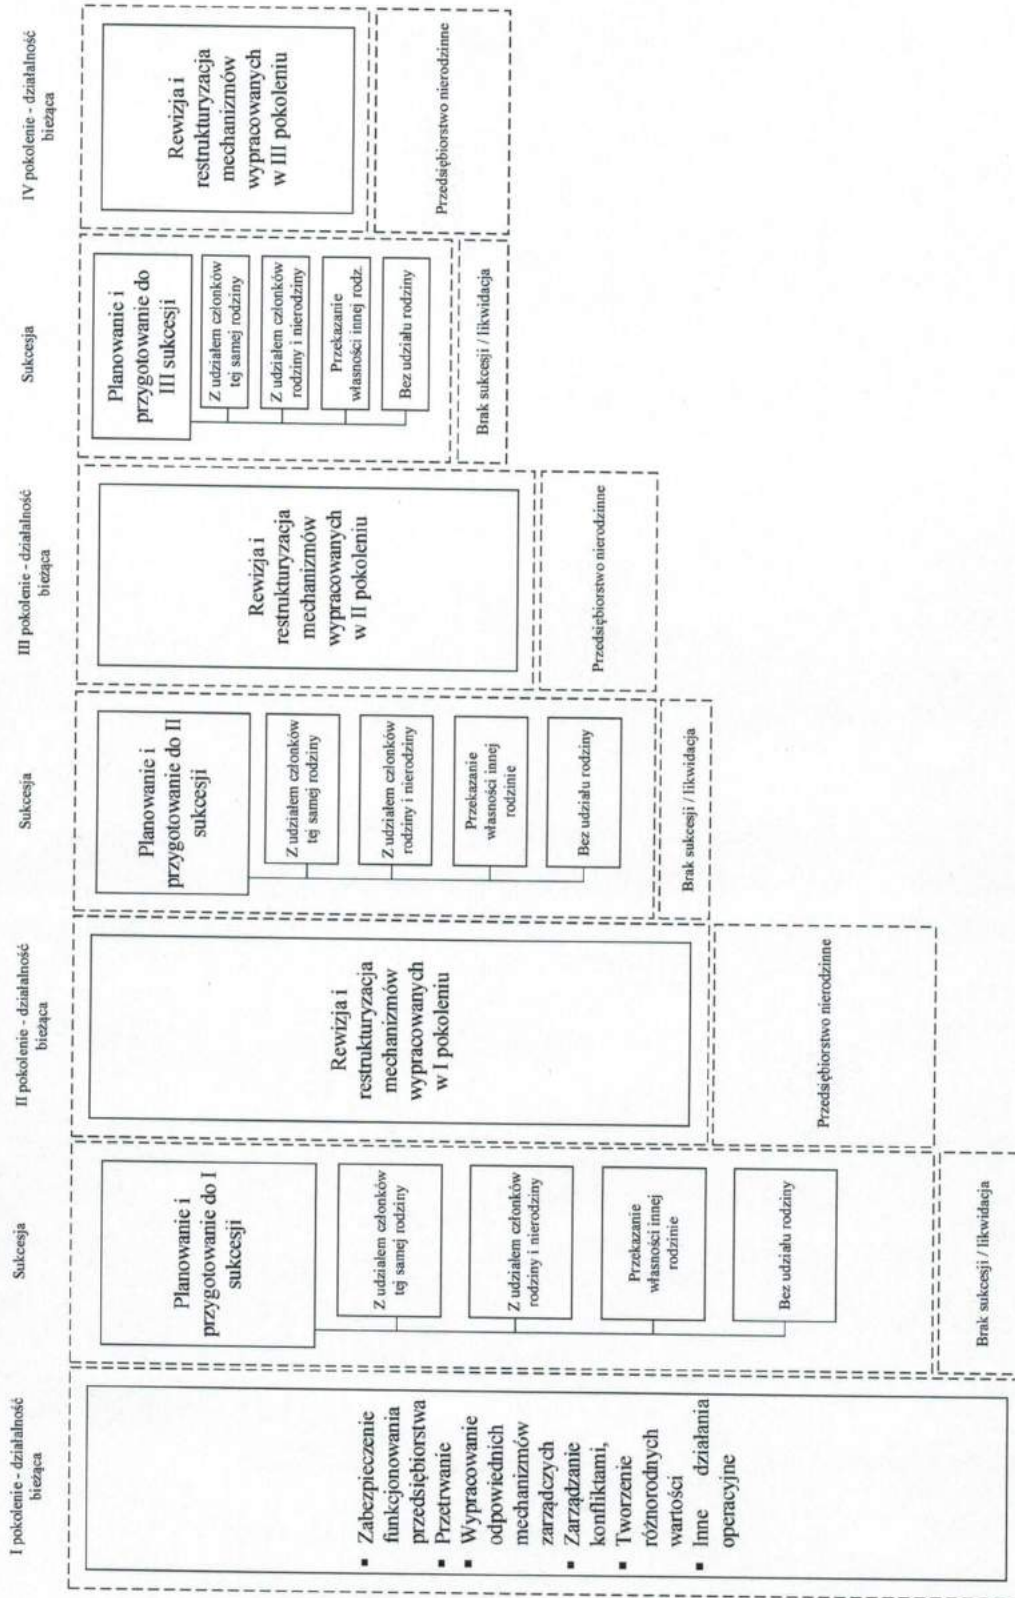 I pokolenie - działalność
bieżąca
▪ Zabezpieczenie
funkcjonowania
przedsiębiorstwa
▪ Przetrwanie
▪ Wypracowanie
odpowiednich
mechanizmów
zarządczych
▪ Zarządzanie
konfliktami,
▪ Tworzenie
różnorodnych
wartości
▪ Inne działania
operacyjne
Sukcesja
Planowanie i
przygotowanie do I
sukcesji
Z udziałem członków
tej samej rodziny
Z udziałem członków
rodziny i nierodziny
Przekazanie
własności innej
rodzinie
Bez udziału rodziny
Brak sukcesji / likwidacja
II pokolenie - działalność
bieżąca
Rewizja i
restrukturyzacja
mechanizmów
wypracowanych
w I pokoleniu
Przedsiębiorstwo nierodzinne
Sukcesja
Planowanie i
przygotowanie do II
sukcesji
Z udziałem członków
tej samej rodziny
Z udziałem członków
rodziny i nierodziny
Przekazanie
własności innej
rodzinie
Bez udziału rodziny
Brak sukcesji / likwidacja
III pokolenie - działalność
bieżąca
Rewizja i
restrukturyzacja
mechanizmów
wypracowanych
w II pokoleniu
Przedsiębiorstwo nierodzinne
Sukcesja
Planowanie i
przygotowanie do
III sukcesji
Z udziałem członków
tej samej rodziny
Z udziałem członków
rodziny i nierodziny
Przekazanie
własności innej rodz.
Bez udziału rodziny
Brak sukcesji / likwidacja
IV pokolenie - działalność
bieżąca
Rewizja i
restrukturyzacja
mechanizmów
wypracowanych
w III pokoleniu
Przedsiębiorstwo nierodzinne